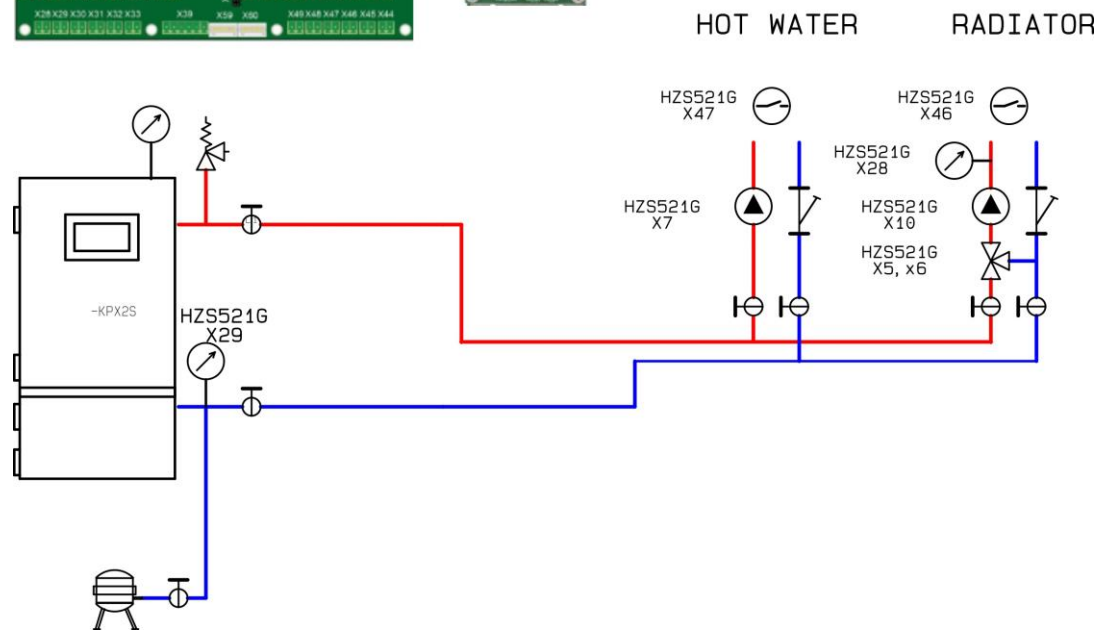 X28 X29 X30 X31 X32 X33
X39
X59 X60
X49 X48 X47 X46 X45 X44
HOT WATER
RADIATOR
HZS521G
X47
HZS521G
X46
HZS521G
X28
HZS521G
X7
HZS521G
X10
HZS521G
X5, x6
-KPX2S
HZS521G
X29